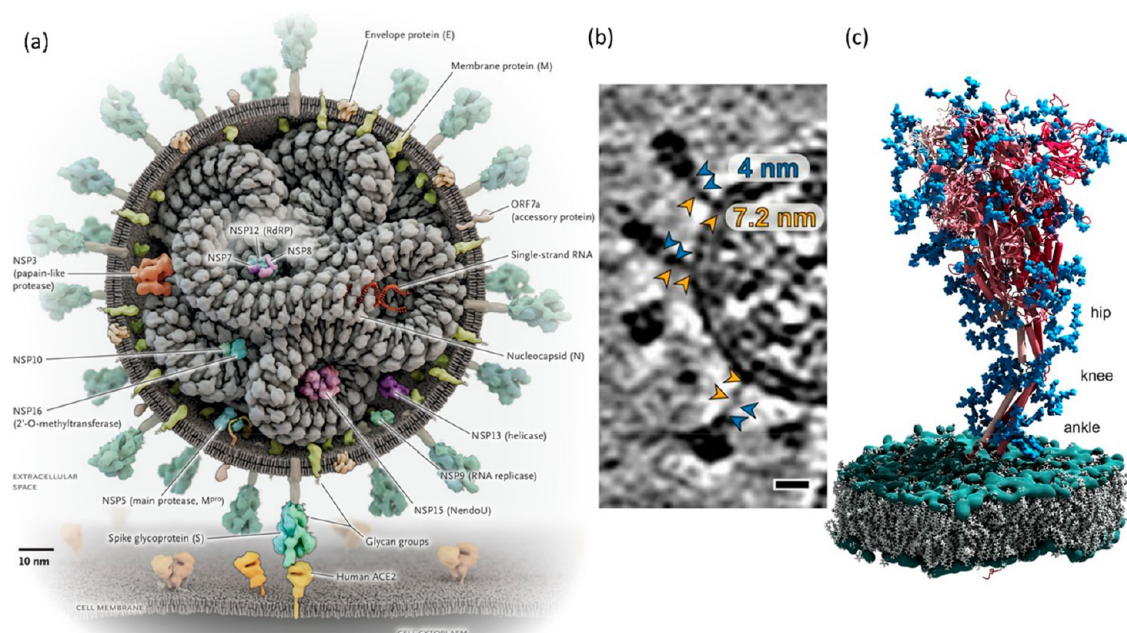 (a)
Envelope protein (E)
Membrane protein (M)
ORF7a
(accessory protein)
NSP12 (RdRP)
NSP7
NSP8
Single-strand RNA
NSP3
(papain-like
protease)
NSP10
Nucleocapsid (N)
NSP16
(2'-O-methyltransferase)
NSP13 (helicase)
NSP9 (RNA replicase)
EXTRACELLULAR
SPACE
NSP5 (main protease, Mpro)
NSP15 (NendoU)
Spike glycoprotein (S)
Glycan groups
10 nm
Human ACE2
CELL MEMBRANE
CELL CYTOPLASM
(b)
4 nm
7.2 nm
(c)
hip
knee
ankle